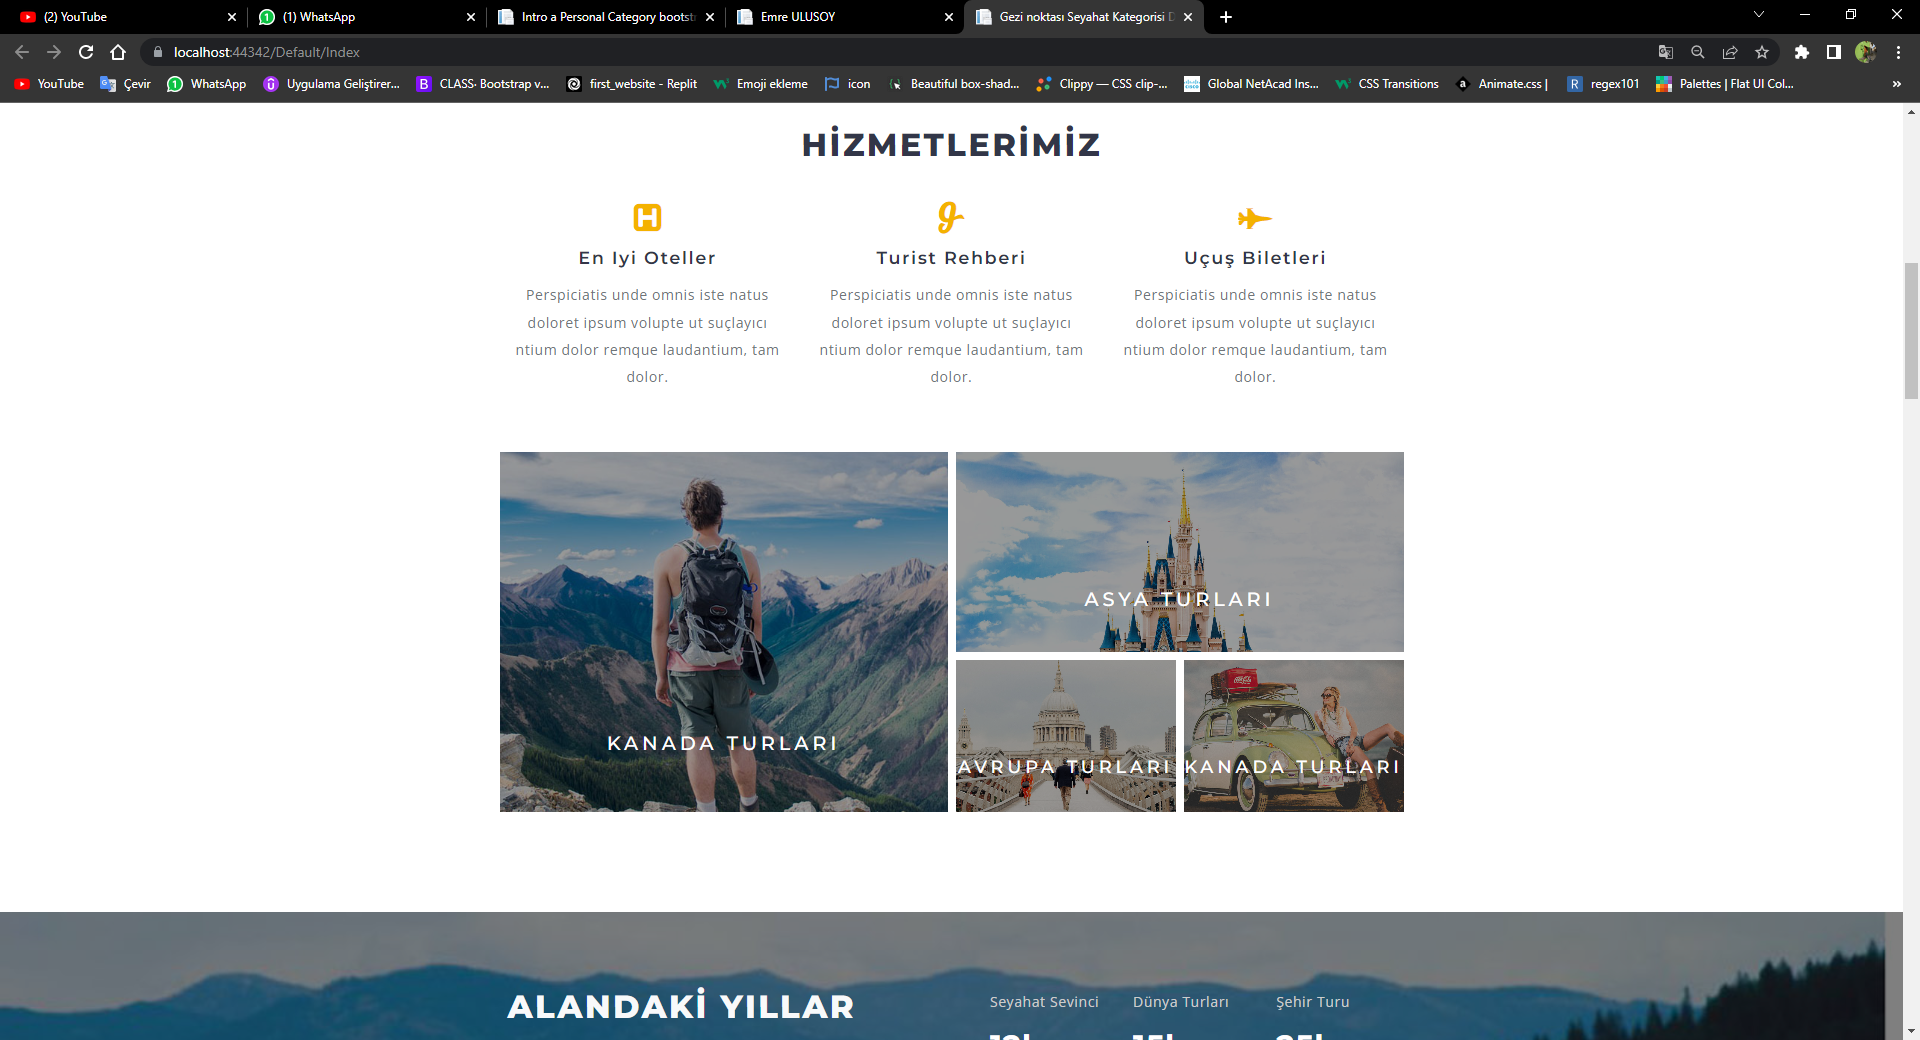 (2) YouTube
(1) WhatsApp
Intro a Personal Category bootst
Emre ULUSOY
Gezi noktası Seyahat Kategorisi D
localhost:44342/Default/Index
YouTube
Çevir
WhatsApp
Uygulama Geliştirer...
CLASS· Bootstrap v...
first_website - Replit
Emoji ekleme
icon
Beautiful box-shad...
Clippy — CSS clip-...
Global NetAcad Ins...
CSS Transitions
Animate.css |
regex101
Palettes | Flat UI Col...
HİZMETLERİMİZ
En Iyi Oteller
Perspiciatis unde omnis iste natus
doloret ipsum volupte ut suçlayıcı
ntium dolor remque laudantium, tam
dolor.
Turist Rehberi
Perspiciatis unde omnis iste natus
doloret ipsum volupte ut suçlayıcı
ntium dolor remque laudantium, tam
dolor.
Uçuş Biletleri
Perspiciatis unde omnis iste natus
doloret ipsum volupte ut suçlayıcı
ntium dolor remque laudantium, tam
dolor.
KANADA TURLARI
ASYA TURLARI
AVRUPA TURLARI
KANADA TURLARI
ALANDAKİ YILLAR
Seyahat Sevinci
Dünya Turları
Şehir Turu